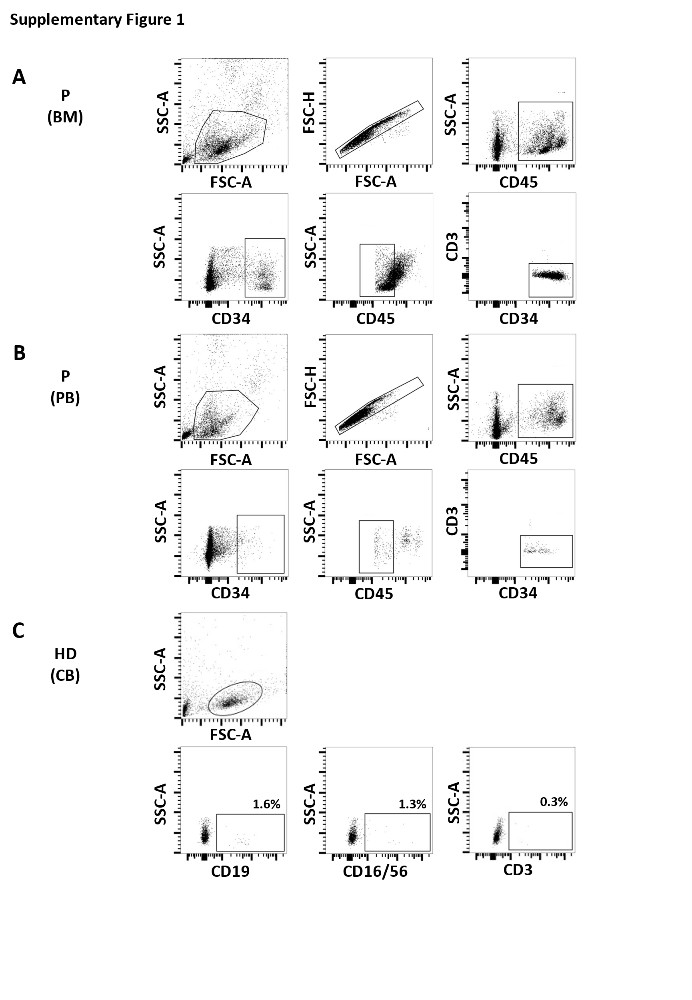 Supplementary Figure 1
A
P
(BM)
SSC-A
FSC-A
FSC-H
FSC-A
SSC-A
CD45
SSC-A
CD34
SSC-A
CD45
CD3
CD34
B
P
(PB)
SSC-A
FSC-A
FSC-H
FSC-A
SSC-A
CD45
SSC-A
CD34
SSC-A
CD45
CD3
CD34
C
HD
(CB)
SSC-A
FSC-A
SSC-A
1.6%
CD19
SSC-A
1.3%
CD16/56
SSC-A
0.3%
CD3